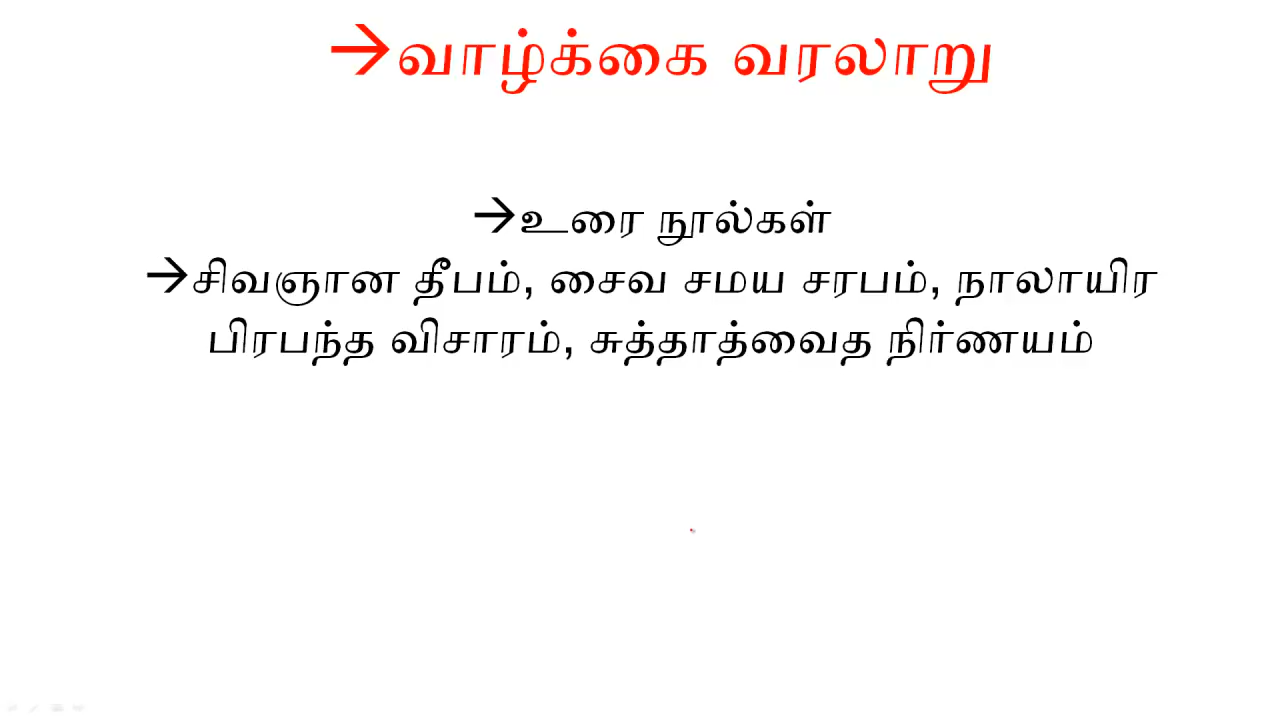 →வாழ்க்கை வரலாறு
→உரை நூல்கள்
→சிவஞான தீபம், சைவ சமய சரபம், நாலாயிர
பிரபந்த விசாரம், சுத்தாத்வைத நிர்ணயம்